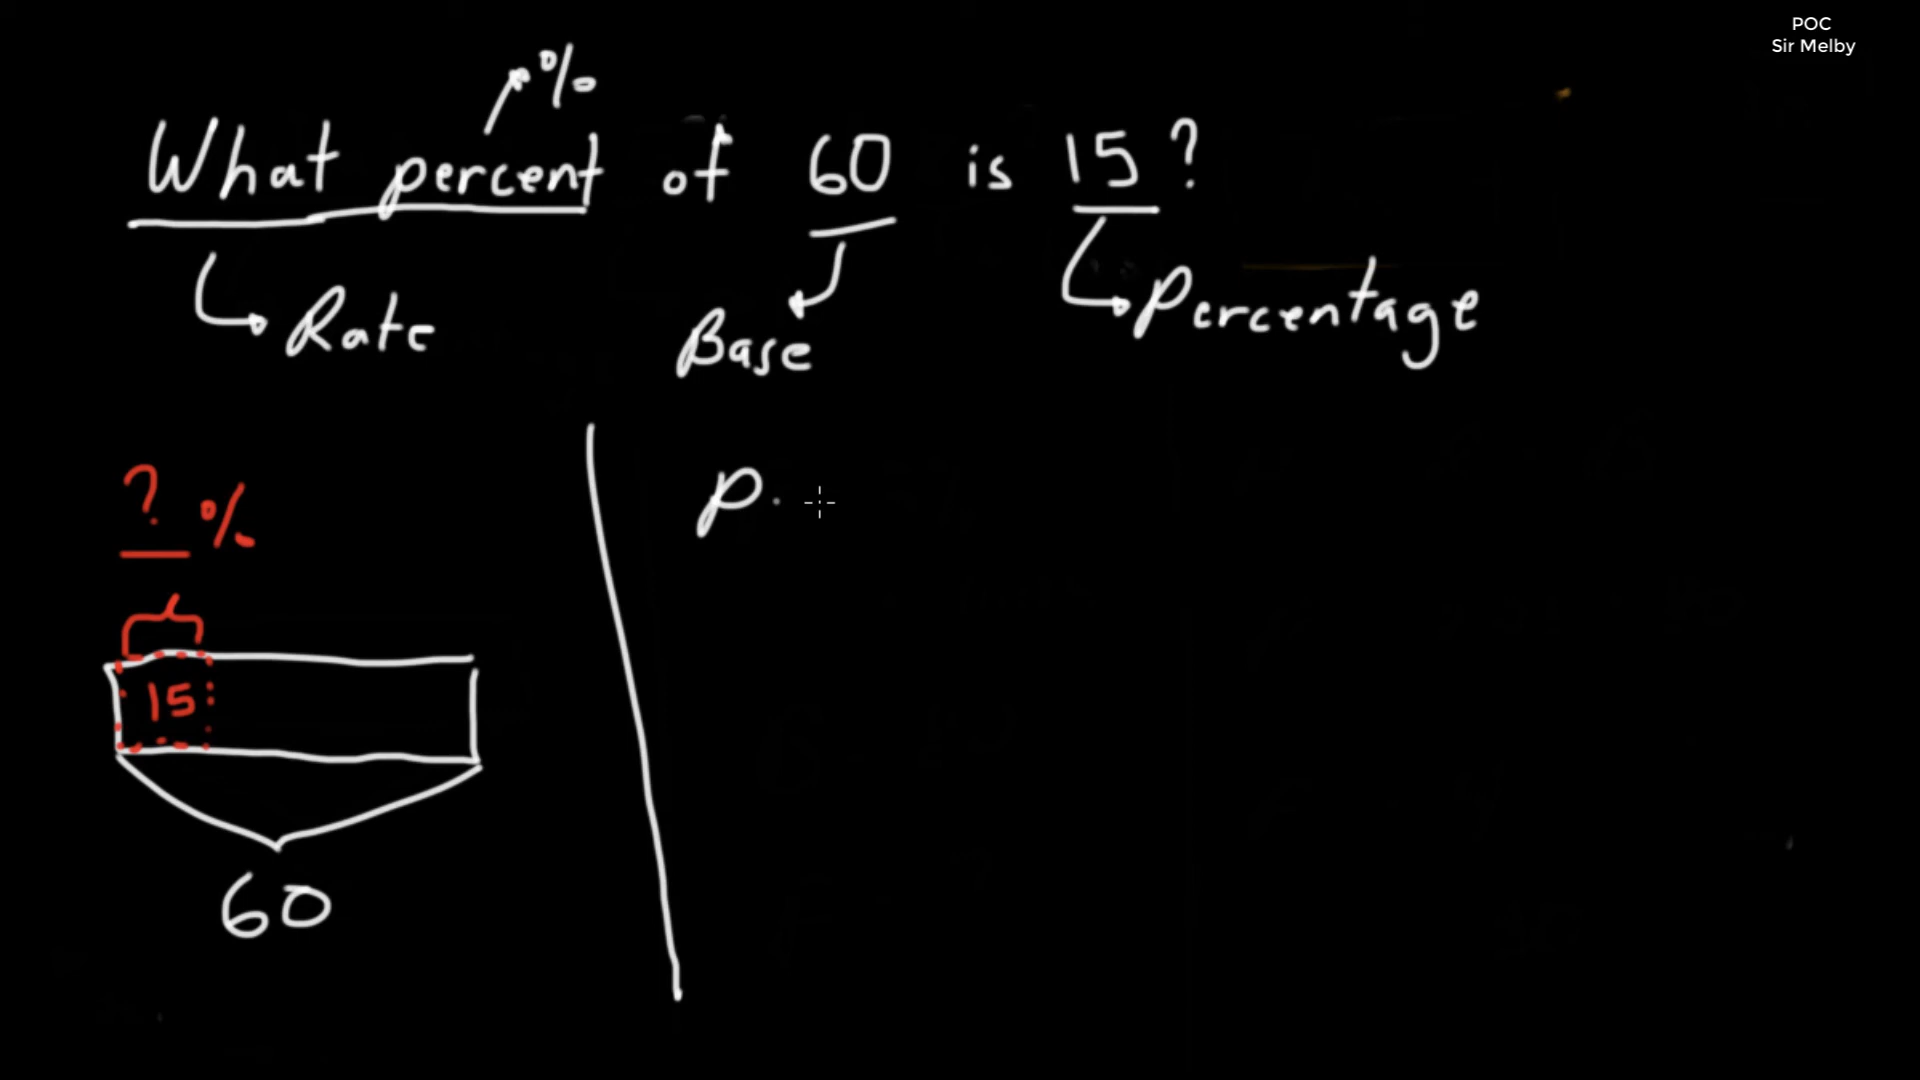 POC
Sir Melby
%
What percent of 60 is 15?
Rate Base Percentage
? %
P
15
60